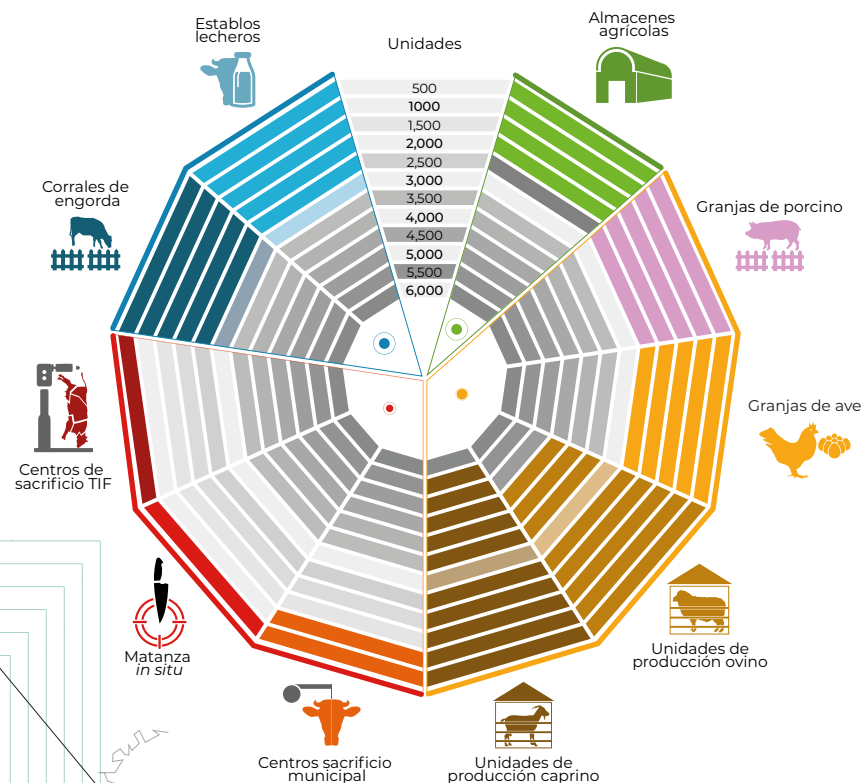 Establos
lecheros
Unidades
Almacenes
agrícolas
500
1000
1,500
2,000
2,500
3,000
3,500
4,000
4,500
5,000
5,500
6,000
Corrales de
engorda
Granjas de porcino
Granjas de ave
Centros de
sacrificio TIF
Matanza
in situ
Unidades de
producción ovino
Centros sacrificio
municipal
Unidades de
producción caprino